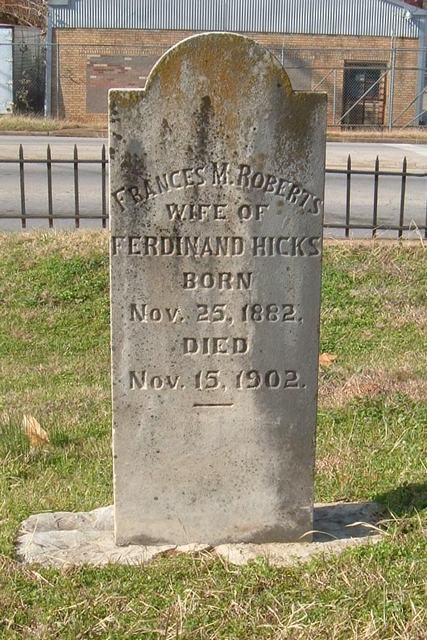 FRANCES M. ROBERTS
WIFE OF
FERDINAND HICKS
BORN
Nov. 25, 1882.
DIED
Nov. 15, 1902.